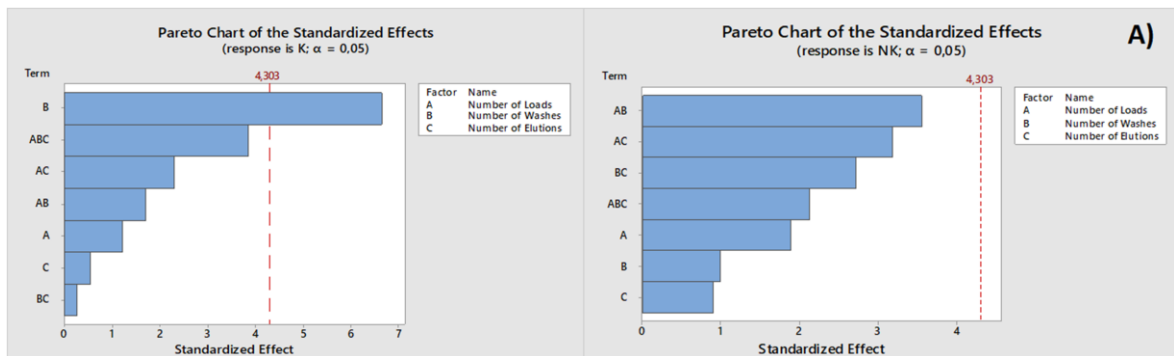 Pareto Chart of the Standardized Effects
(response is K; α = 0,05)
Term
4,303
B
ABC
AC
AB
A
C
BC
0 1 2 3 4 5 6 7
Standardized Effect
Factor Name
A Number of Loads
B Number of Washes
C Number of Elutions
Pareto Chart of the Standardized Effects
(response is NK; α = 0,05)
A)
Term
4,303
AB
AC
BC
ABC
A
B
C
0 1 2 3 4
Standardized Effect
Factor Name
A Number of Loads
B Number of Washes
C Number of Elutions